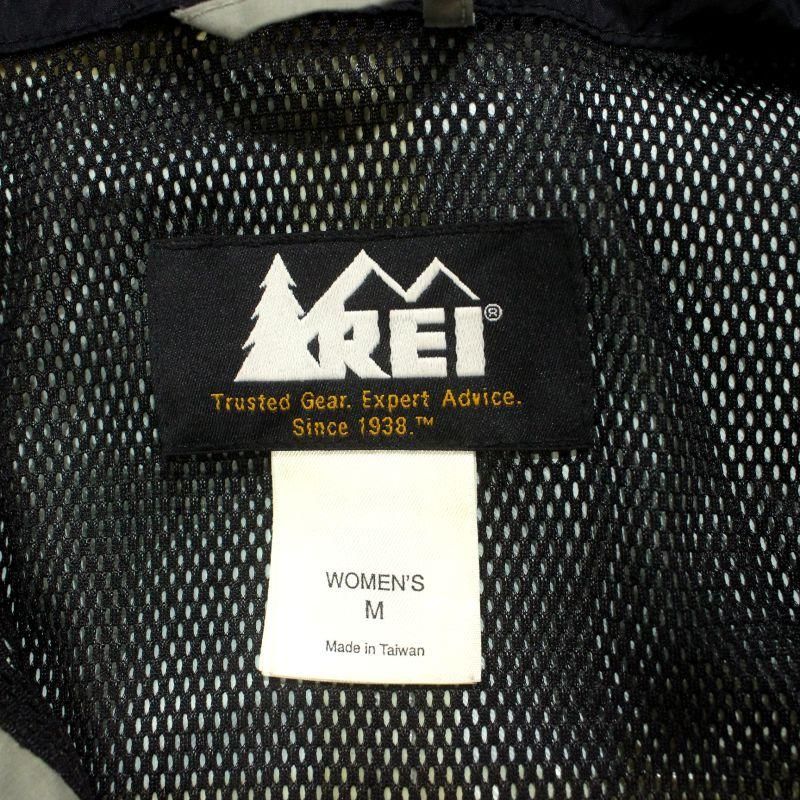 REI®
Trusted Gear. Expert Advice.
Since 1938.™
WOMEN'S
M
Made in Taiwan